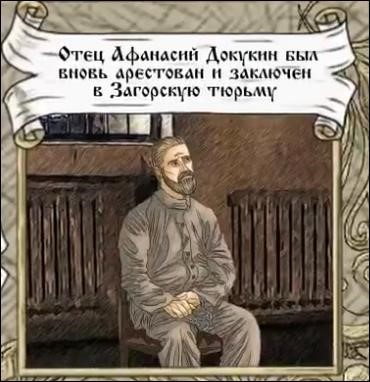 Отец Афанасий Докукин был
вновь арестован и заключен
в Загорскую тюрьму